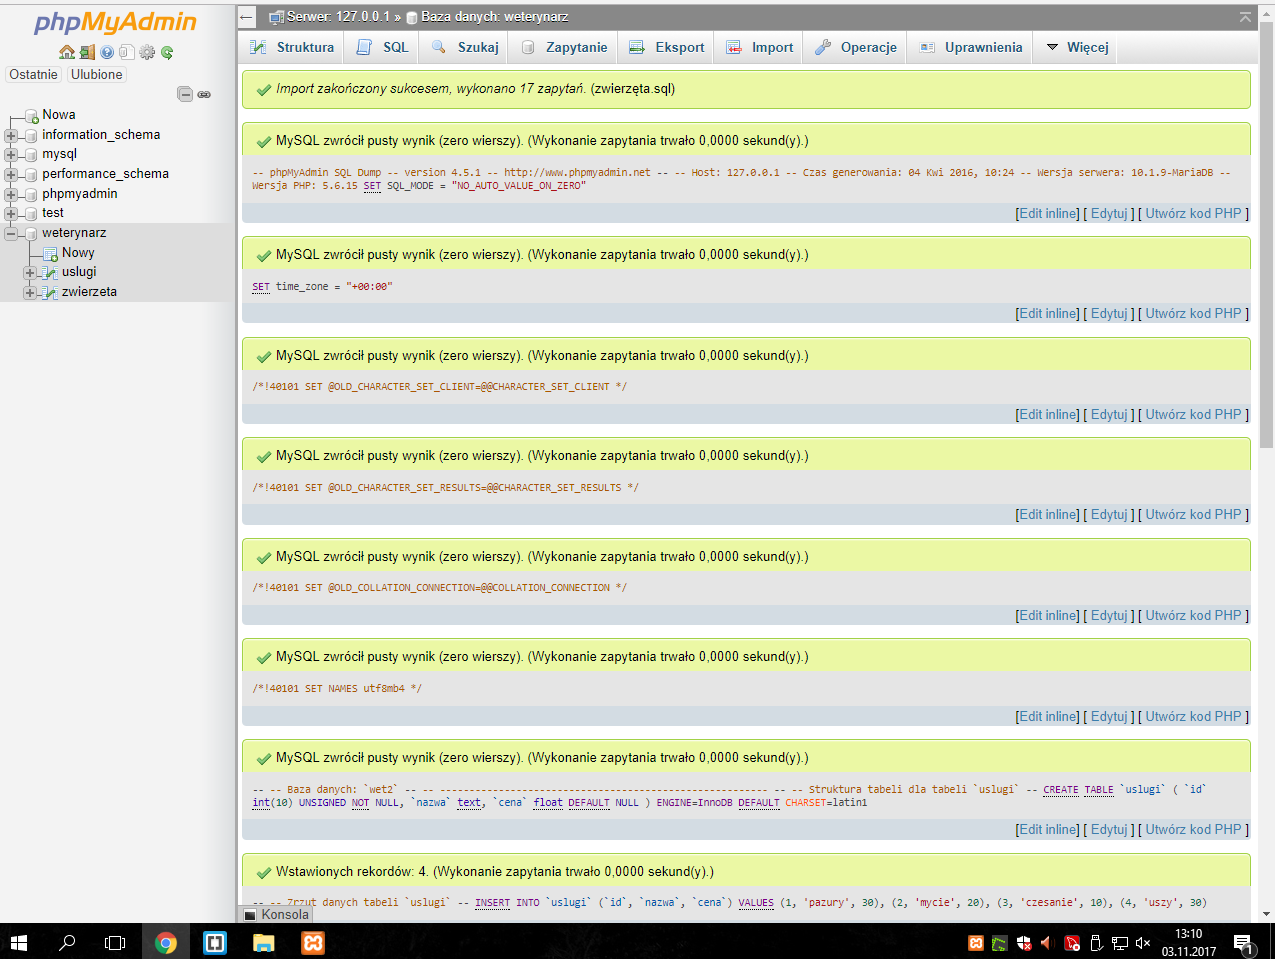 phpMyAdmin
Ostatnie Ulubione
Nowa
information_schema
mysql
performance_schema
phpmyadmin
test
weterynarz
Nowy
uslugi
zwierzeta
Serwer: 127.0.0.1 » Baza danych: weterynarz
Struktura SQL Szukaj Zapytanie Eksport Import Operacje Uprawnienia Więcej
Import zakończony sukcesem, wykonano 17 zapytań. (zwierzęta.sql)
MySQL zwrócił pusty wynik (zero wierszy). (Wykonanie zapytania trwało 0,0000 sekund(y).)
-- phpMyAdmin SQL Dump -- version 4.5.1 -- http://www.phpmyadmin.net -- -- Host: 127.0.0.1 -- Czas generowania: 04 Kwi 2016, 10:24 -- Wersja serwera: 10.1.9-MariaDB --
Wersja PHP: 5.6.15 SET SQL_MODE = "NO_AUTO_VALUE_ON_ZERO"
[Edit inline] [ Edytuj ] [ Utwórz kod PHP ]
MySQL zwrócił pusty wynik (zero wierszy). (Wykonanie zapytania trwało 0,0000 sekund(y).)
SET time_zone = "+00:00"
[Edit inline] [ Edytuj ] [ Utwórz kod PHP ]
MySQL zwrócił pusty wynik (zero wierszy). (Wykonanie zapytania trwało 0,0000 sekund(y).)
/*!40101 SET @OLD_CHARACTER_SET_CLIENT=@@CHARACTER_SET_CLIENT */
[Edit inline] [ Edytuj ] [ Utwórz kod PHP ]
MySQL zwrócił pusty wynik (zero wierszy). (Wykonanie zapytania trwało 0,0000 sekund(y).)
/*!40101 SET @OLD_CHARACTER_SET_RESULTS=@@CHARACTER_SET_RESULTS */
[Edit inline] [ Edytuj ] [ Utwórz kod PHP ]
MySQL zwrócił pusty wynik (zero wierszy). (Wykonanie zapytania trwało 0,0000 sekund(y).)
/*!40101 SET @OLD_COLLATION_CONNECTION=@@COLLATION_CONNECTION */
[Edit inline] [ Edytuj ] [ Utwórz kod PHP ]
MySQL zwrócił pusty wynik (zero wierszy). (Wykonanie zapytania trwało 0,0000 sekund(y).)
/*!40101 SET NAMES utf8mb4 */
[Edit inline] [ Edytuj ] [ Utwórz kod PHP ]
MySQL zwrócił pusty wynik (zero wierszy). (Wykonanie zapytania trwało 0,0000 sekund(y).)
-- -- Baza danych: `wet2` -- -- -------------------------------------------------------- -- -- Struktura tabeli dla tabeli `uslugi` -- CREATE TABLE `uslugi` ( `id`
int(10) UNSIGNED NOT NULL, `nazwa` text, `cena` float DEFAULT NULL ) ENGINE=InnoDB DEFAULT CHARSET=latin1
[Edit inline] [ Edytuj ] [ Utwórz kod PHP ]
Wstawionych rekordów: 4. (Wykonanie zapytania trwało 0,0000 sekund(y).)
-- -- Zrzut danych tabeli `uslugi` -- INSERT INTO `uslugi` (`id`, `nazwa`, `cena`) VALUES (1, 'pazury', 30), (2, 'mycie', 20), (3, 'czesanie', 10), (4, 'uszy', 30)
Konsola
13:10
03.11.2017
1